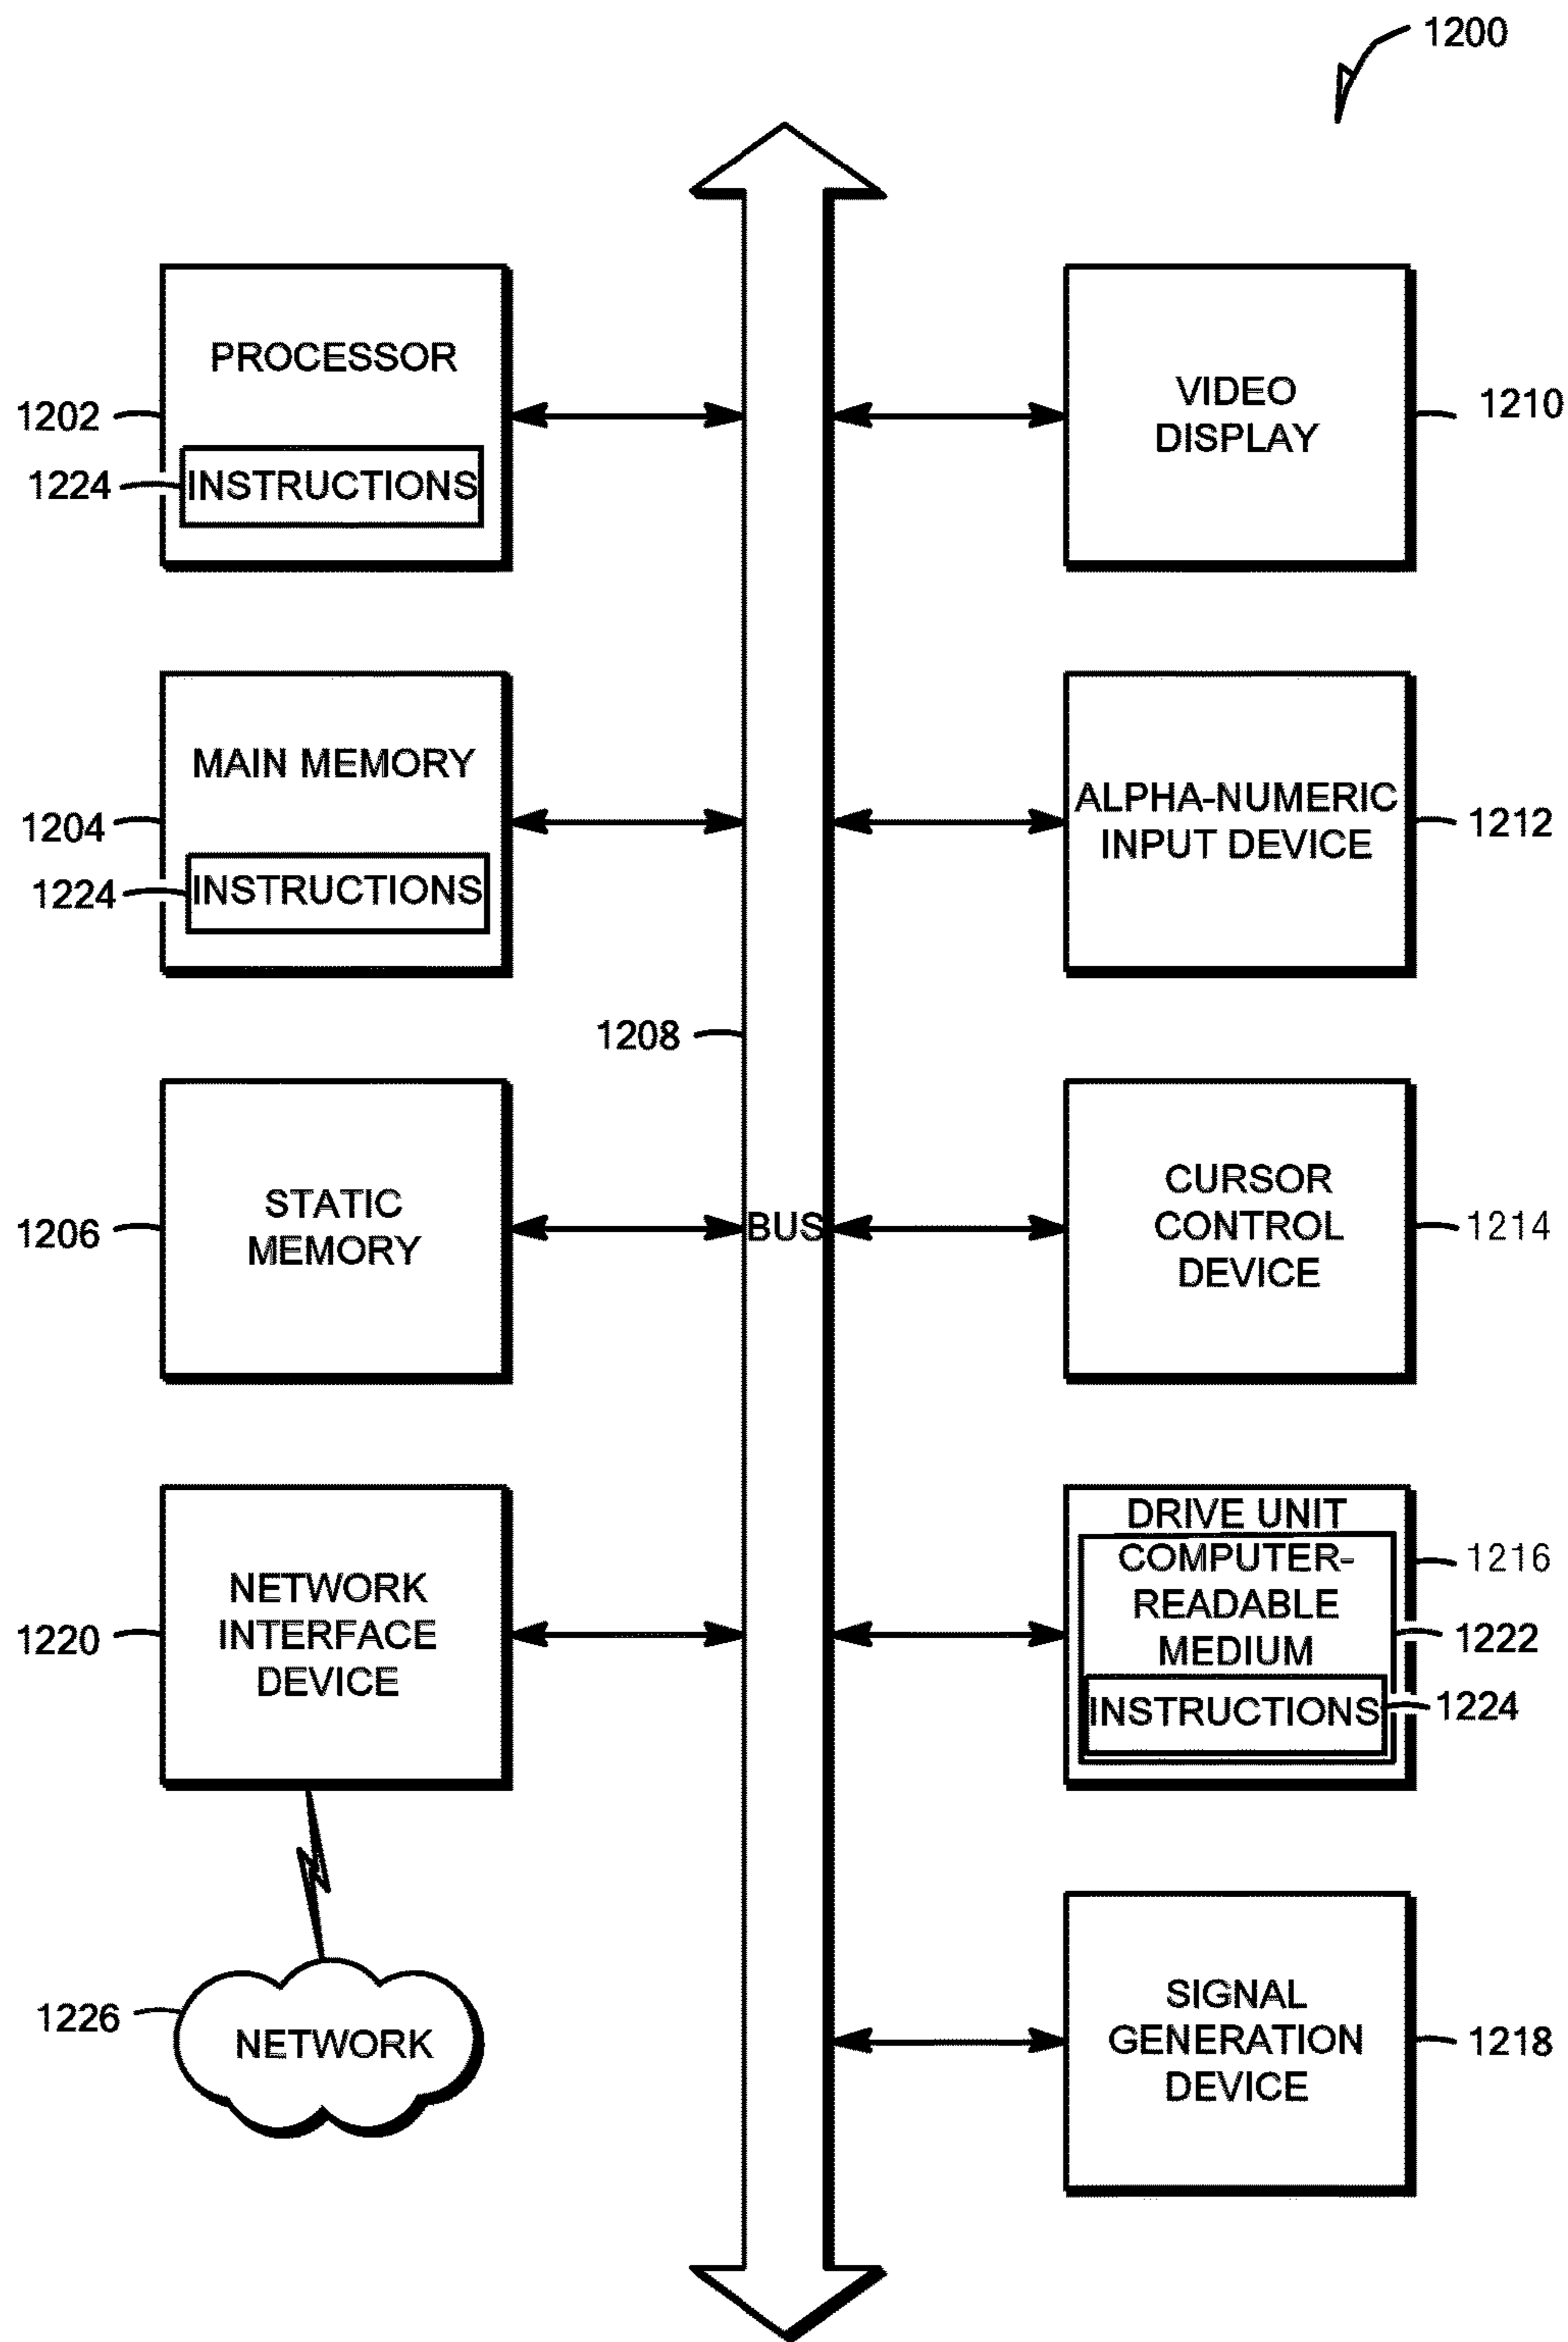 1200
PROCESSOR
1202
1224
INSTRUCTIONS
VIDEO
DISPLAY
1210
MAIN MEMORY
1204
1224
INSTRUCTIONS
ALPHA-NUMERIC
INPUT DEVICE
1212
1208
STATIC
MEMORY
1206
BUS
CURSOR
CONTROL
DEVICE
1214
NETWORK
INTERFACE
DEVICE
1220
DRIVE UNIT
COMPUTER-
READABLE
MEDIUM
INSTRUCTIONS
1216
1222
1224
1226
NETWORK
SIGNAL
GENERATION
DEVICE
1218